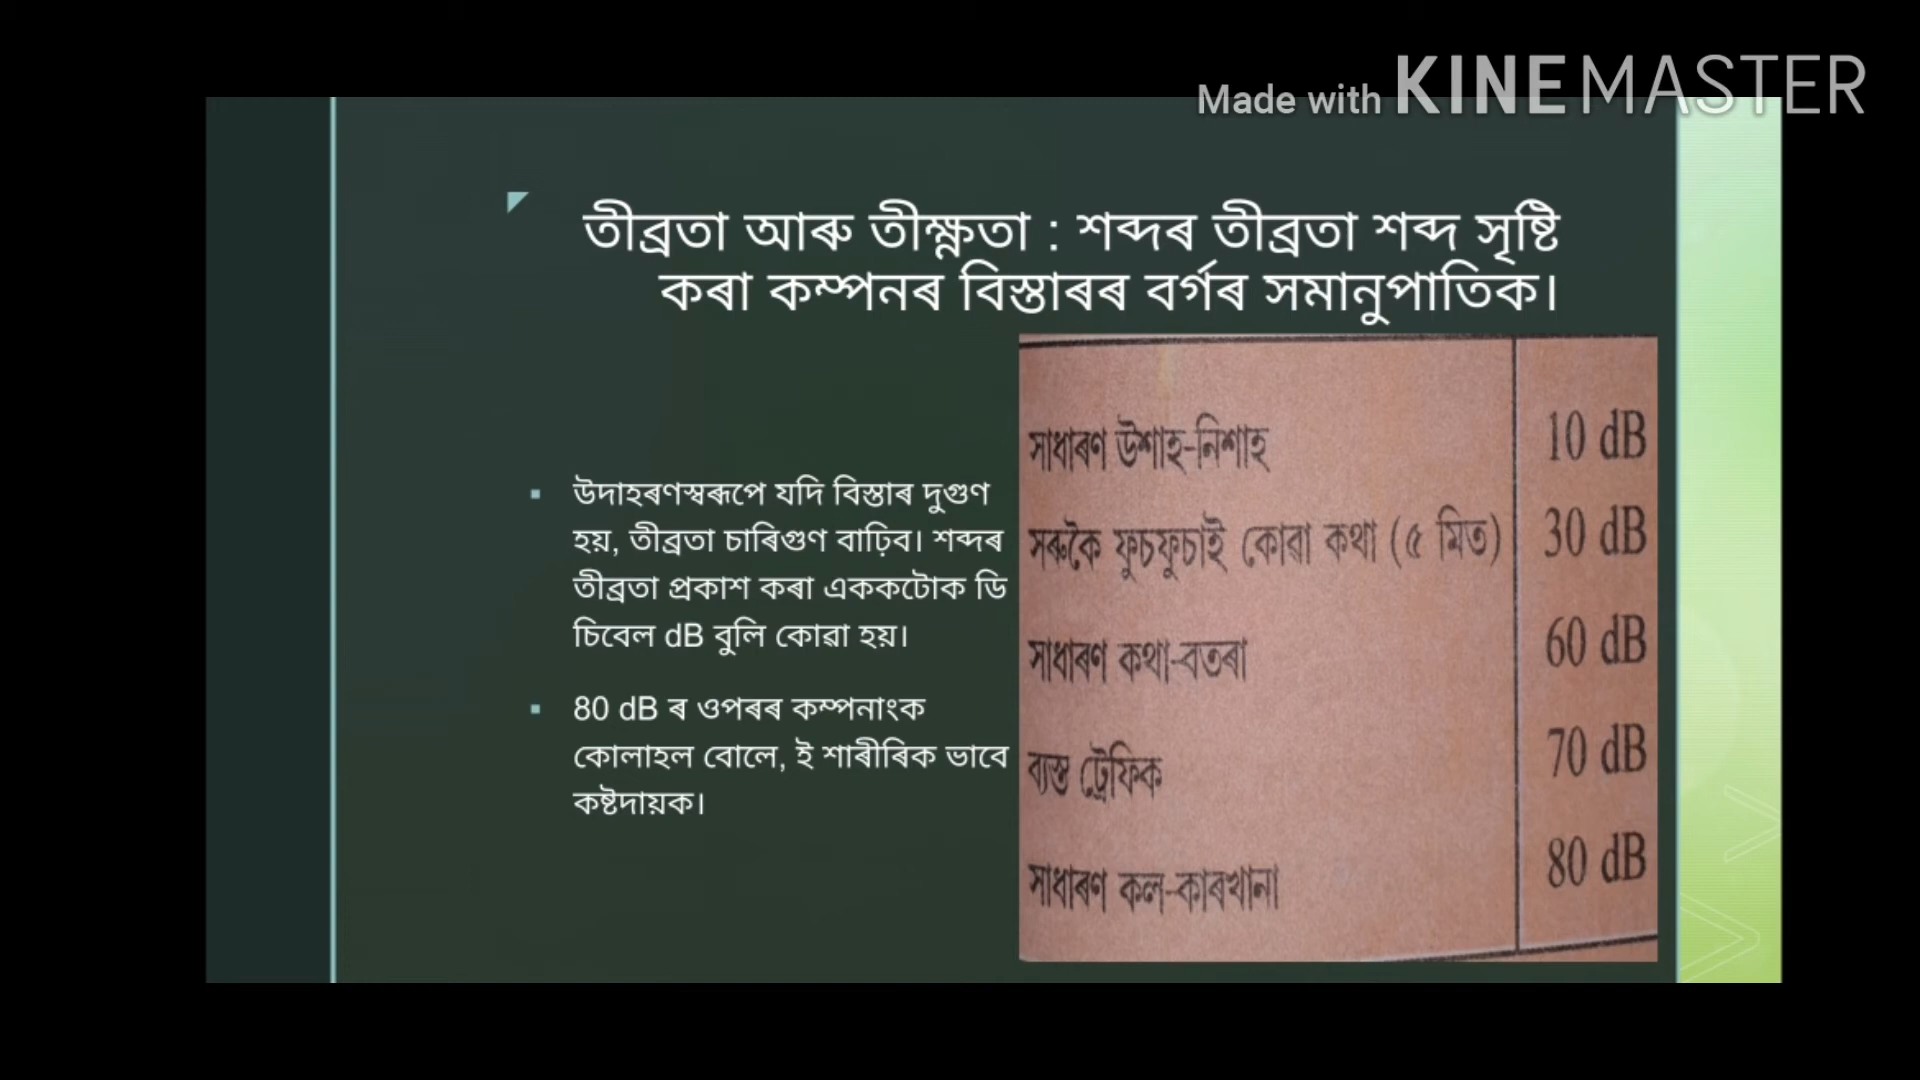 Made with KINEMASTER
তীব্ৰতা আৰু তীক্ষ্ণতা : শব্দৰ তীব্ৰতা শব্দ সৃষ্টি
কৰা কম্পনৰ বিস্তাৰৰ বৰ্গৰ সমানুপাতিক।
উদাহৰণস্বৰূপে যদি বিস্তাৰ দুগুণ
হয়, তীব্ৰতা চাৰিগুণ বাঢ়িব। শব্দৰ
তীব্ৰতা প্ৰকাশ কৰা এককটোক ডি
চিবেল dB বুলি কোৱা হয়।
80 dB ৰ ওপৰৰ কম্পনাংক
কোলাহল বোলে, ই শাৰীৰিক ভাবে
কষ্টদায়ক।
সাধাৰণ উশাহ-নিশাহ 10 dB
সৰুকৈ ফুচফুচাই কোৱা কথা (৫ মিত) 30 dB
সাধাৰণ কথা-বতৰা 60 dB
ব্যস্ত ট্ৰেফিক 70 dB
সাধাৰণ কল-কাৰখানা 80 dB